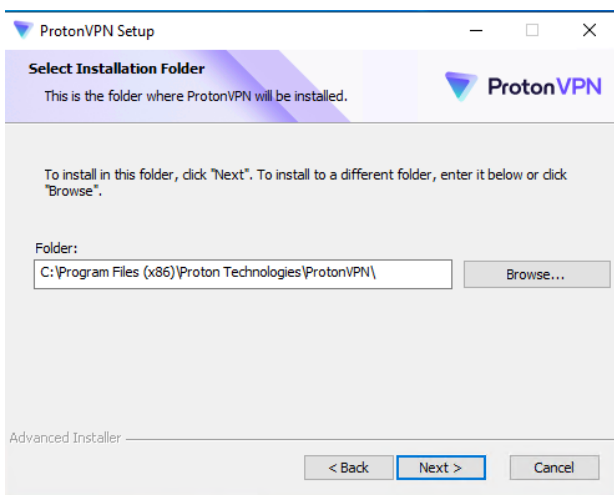 ProtonVPN Setup
Select Installation Folder
This is the folder where ProtonVPN will be installed.
ProtonVPN
To install in this folder, click "Next". To install to a different folder, enter it below or click
"Browse".
Folder:
C:\Program Files (x86)\Proton Technologies\ProtonVPN\
Browse...
Advanced Installer
< Back
Next >
Cancel